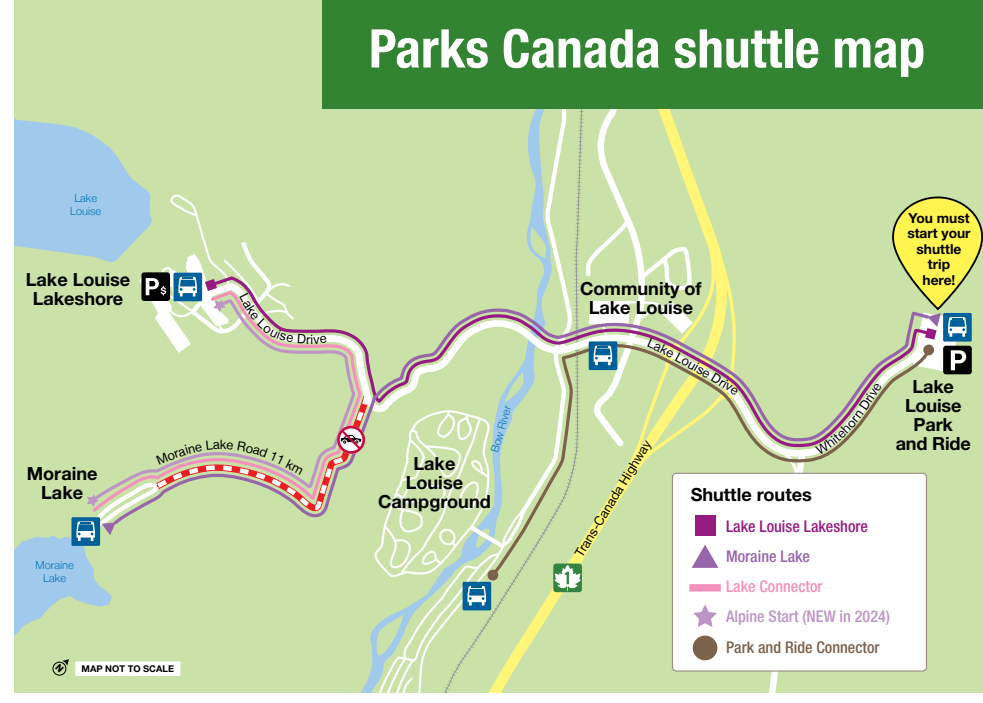 Parks Canada shuttle map
Lake
Louise
You must
start your
shuttle
trip
here!
Lake Louise
Lakeshore
P$
Community of
Lake Louise
Lake Louise Drive
Lake Louise Drive
Whitehorn Drive
P
Lake
Louise
Park
and Ride
Moraine Lake Road 11 km
Moraine
Lake
Lake
Louise
Campground
Bow River
Trans-Canada Highway
1
Moraine
Lake
Shuttle routes
Lake Louise Lakeshore
Moraine Lake
Lake Connector
Alpine Start (NEW in 2024)
Park and Ride Connector
N
MAP NOT TO SCALE